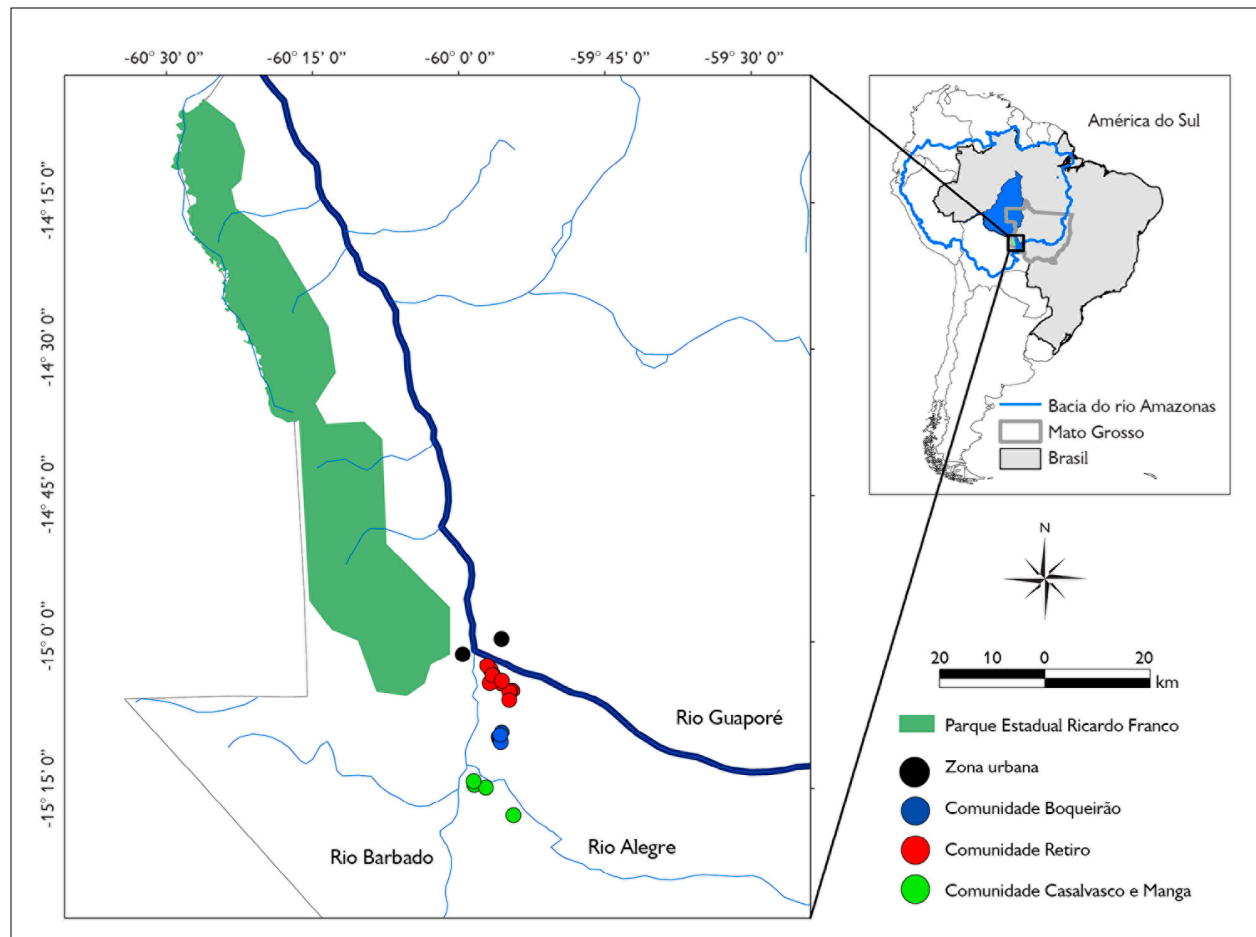 -60° 30' 0"
-60° 15' 0"
-60° 0' 0"
-59° 45' 0"
-59° 30' 0"
-14° 15' 0"
-14° 30' 0"
-14° 45' 0"
-15° 0' 0"
-15° 15' 0"
Rio Guaporé
Rio Barbado
Rio Alegre
América do Sul
Bacia do rio Amazonas
Mato Grosso
Brasil
N
20 10 0 20
km
Parque Estadual Ricardo Franco
Zona urbana
Comunidade Boqueirão
Comunidade Retiro
Comunidade Casalvasco e Manga